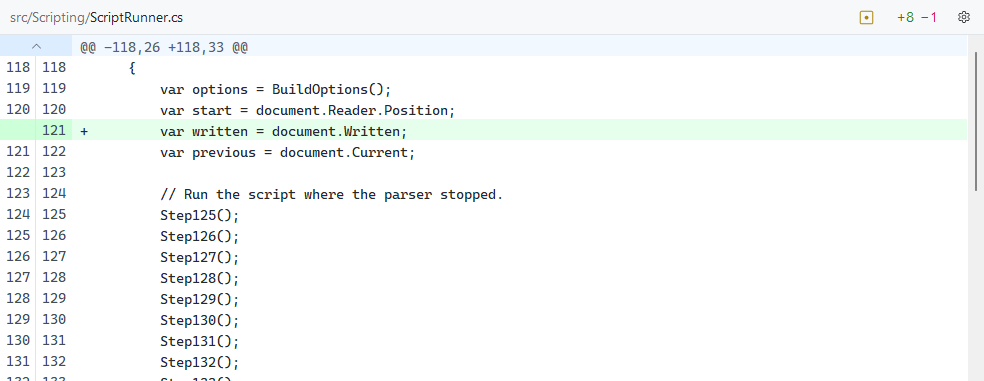 src/Scripting/ScriptRunner.cs +8 −1
@@ −118,26 +118,33 @@
118 118 {
119 119 var options = BuildOptions();
120 120 var start = document.Reader.Position;
121 + var written = document.Written;
121 122 var previous = document.Current;
122 123
123 124 // Run the script where the parser stopped.
124 125 Step125();
125 126 Step126();
126 127 Step127();
127 128 Step128();
128 129 Step129();
129 130 Step130();
130 131 Step131();
131 132 Step132();